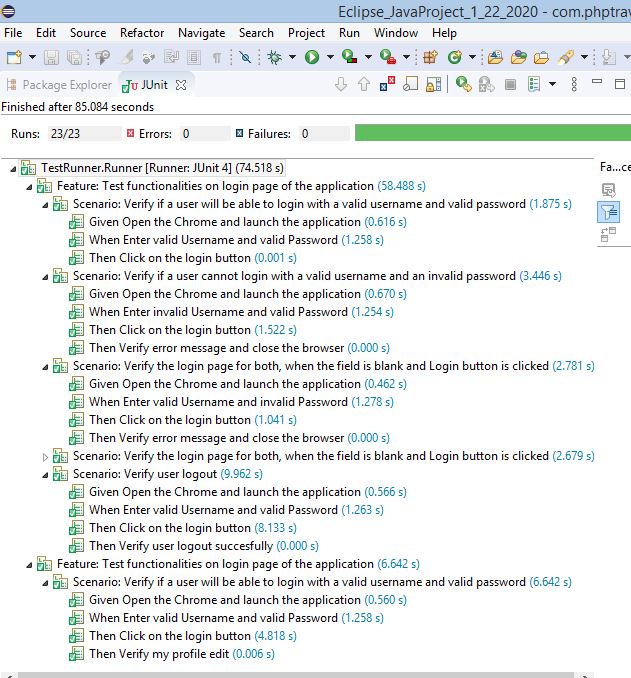 Eclipse_JavaProject_1_22_2020 - com.phptrav
File Edit Source Refactor Navigate Search Project Run Window Help
Package Explorer JUnit
Finished after 85.084 seconds
Runs: 23/23 Errors: 0 Failures: 0
TestRunner.Runner [Runner: JUnit 4] (74.518 s)
Fa...ce
Feature: Test functionalities on login page of the application (58.488 s)
Scenario: Verify if a user will be able to login with a valid username and valid password (1.875 s)
Given Open the Chrome and launch the application (0.616 s)
When Enter valid Username and valid Password (1.258 s)
Then Click on the login button (0.001 s)
Scenario: Verify if a user cannot login with a valid username and an invalid password (3.446 s)
Given Open the Chrome and launch the application (0.670 s)
When Enter invalid Username and valid Password (1.254 s)
Then Click on the login button (1.522 s)
Then Verify error message and close the browser (0.000 s)
Scenario: Verify the login page for both, when the field is blank and Login button is clicked (2.781 s)
Given Open the Chrome and launch the application (0.462 s)
When Enter valid Username and invalid Password (1.278 s)
Then Click on the login button (1.041 s)
Then Verify error message and close the browser (0.000 s)
Scenario: Verify the login page for both, when the field is blank and Login button is clicked (2.679 s)
Scenario: Verify user logout (9.962 s)
Given Open the Chrome and launch the application (0.566 s)
When Enter valid Username and valid Password (1.263 s)
Then Click on the login button (8.133 s)
Then Verify user logout succesfully (0.000 s)
Feature: Test functionalities on login page of the application (6.642 s)
Scenario: Verify if a user will be able to login with a valid username and valid password (6.642 s)
Given Open the Chrome and launch the application (0.560 s)
When Enter valid Username and valid Password (1.258 s)
Then Click on the login button (4.818 s)
Then Verify my profile edit (0.006 s)